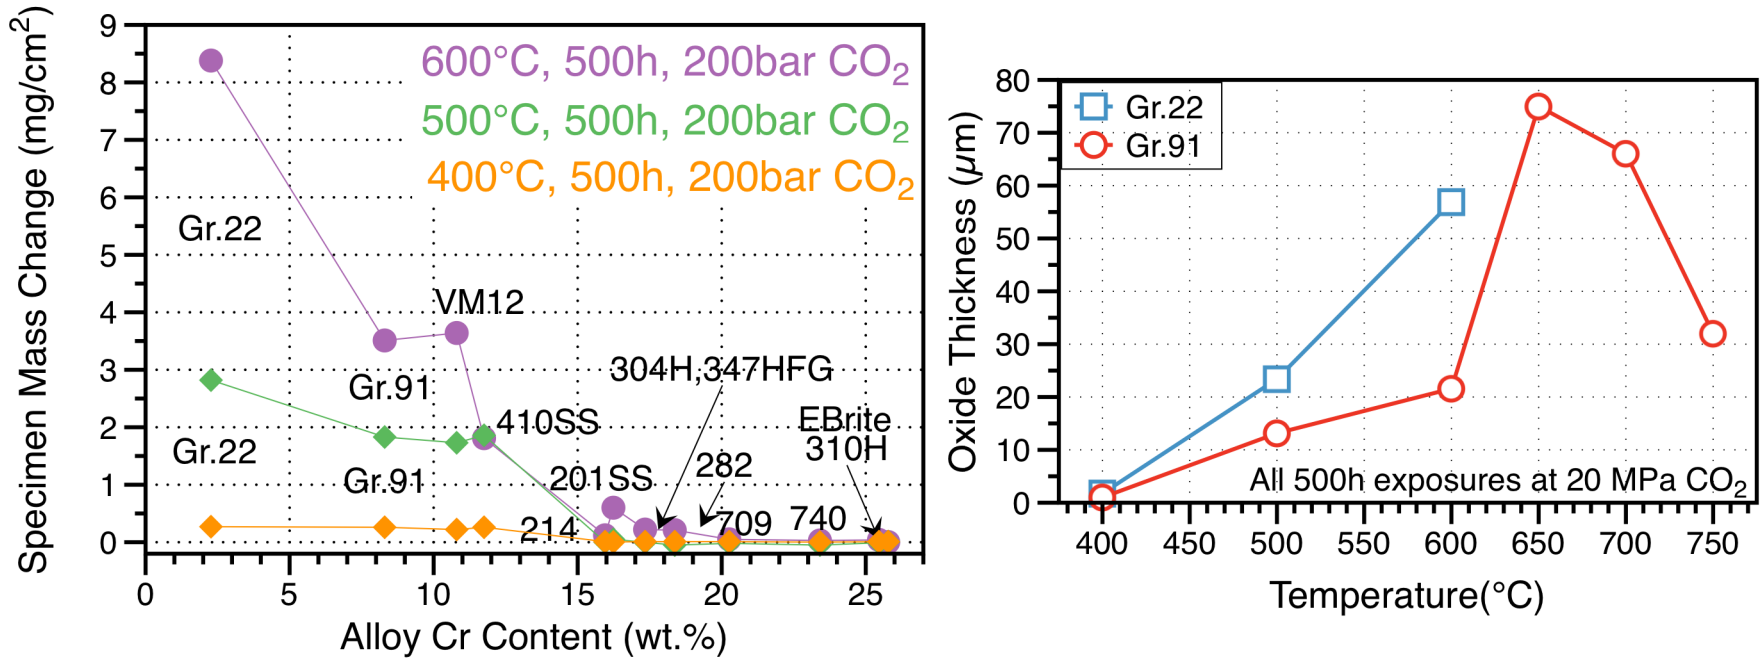 Specimen Mass Change (mg/cm²)
9
8
7
6
5
4
3
2
1
0
600°C, 500h, 200bar CO₂
500°C, 500h, 200bar CO₂
400°C, 500h, 200bar CO₂
Gr.22
VM12
Gr.91
304H,347HFG
410SS
EBrite
310H
Gr.22
Gr.91
201SS
282
214
709
740
0 5 10 15 20 25
Alloy Cr Content (wt.%)
Oxide Thickness (µm)
80
70
60
50
40
30
20
10
0
Gr.22
Gr.91
All 500h exposures at 20 MPa CO₂
400 450 500 550 600 650 700 750
Temperature(°C)